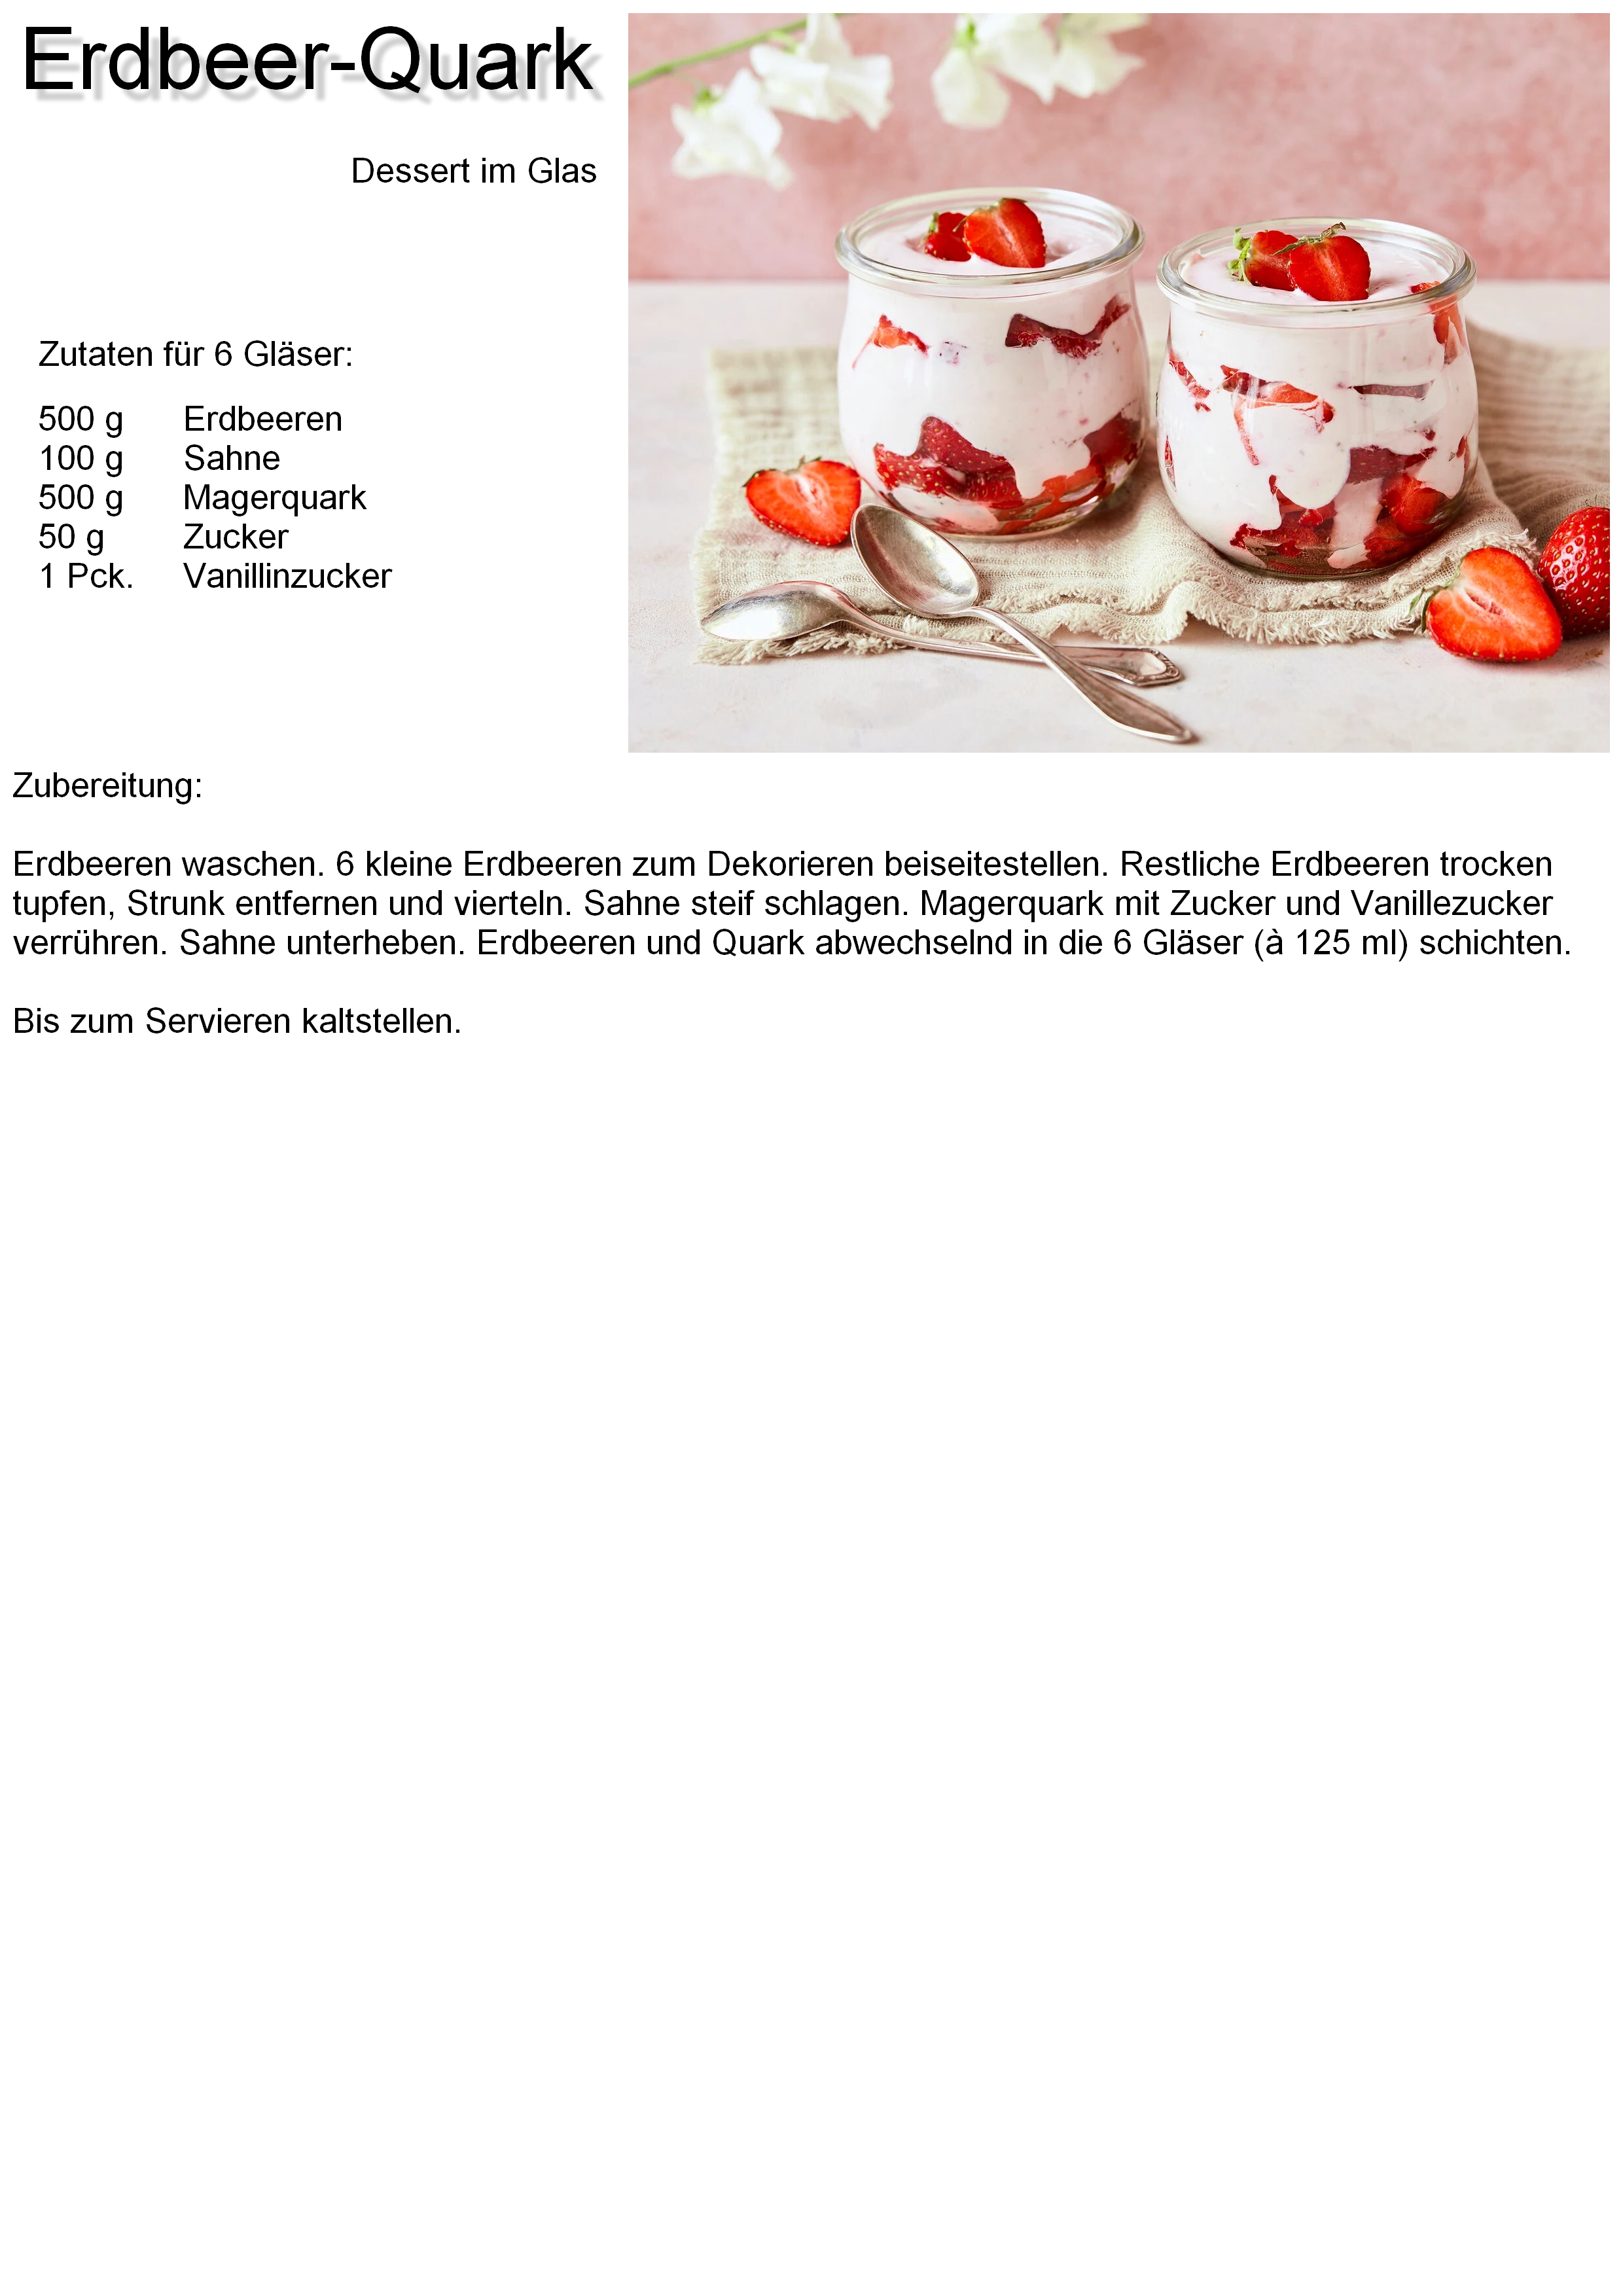 Erdbeer-Quark
Dessert im Glas
Zutaten für 6 Gläser:
500 g Erdbeeren
100 g Sahne
500 g Magerquark
50 g Zucker
1 Pck. Vanillinzucker
Zubereitung:
Erdbeeren waschen. 6 kleine Erdbeeren zum Dekorieren beiseitestellen. Restliche Erdbeeren trocken
tupfen, Strunk entfernen und vierteln. Sahne steif schlagen. Magerquark mit Zucker und Vanillezucker
verrühren. Sahne unterheben. Erdbeeren und Quark abwechselnd in die 6 Gläser (à 125 ml) schichten.
Bis zum Servieren kaltstellen.